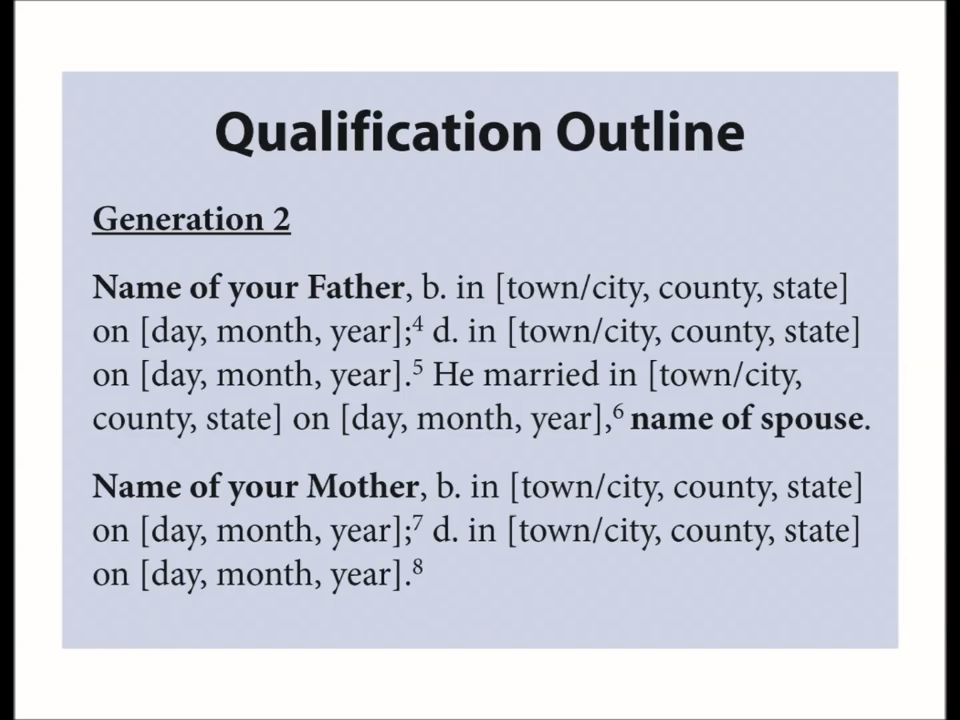 Qualification Outline
Generation 2
Name of your Father, b. in [town/city, county, state]
on [day, month, year];⁴ d. in [town/city, county, state]
on [day, month, year].⁵ He married in [town/city,
county, state] on [day, month, year],⁶ name of spouse.
Name of your Mother, b. in [town/city, county, state]
on [day, month, year];⁷ d. in [town/city, county, state]
on [day, month, year].⁸